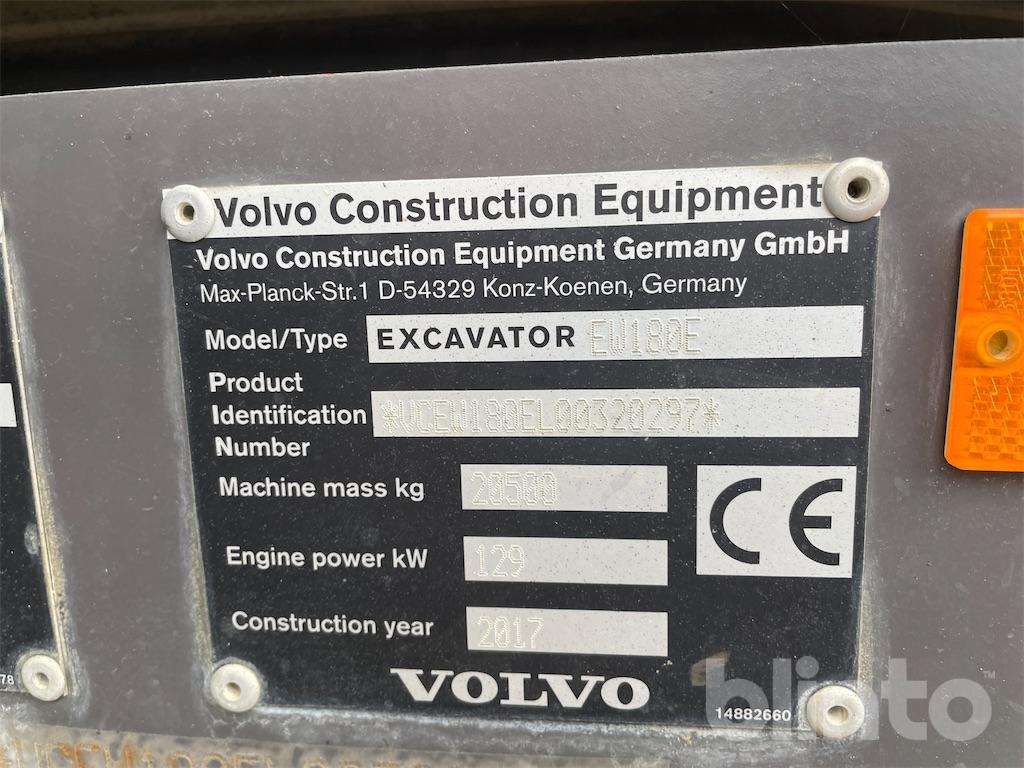 Volvo Construction Equipment
Volvo Construction Equipment Germany GmbH
Max-Planck-Str.1 D-54329 Konz-Koenen, Germany
Model/Type EXCAVATOR EW180E
Product
Identification *VCEW180EL00320297*
Number
Machine mass kg 20500
CE
Engine power kW 129
Construction year 2017
VOLVO
14882660
78
blinto™